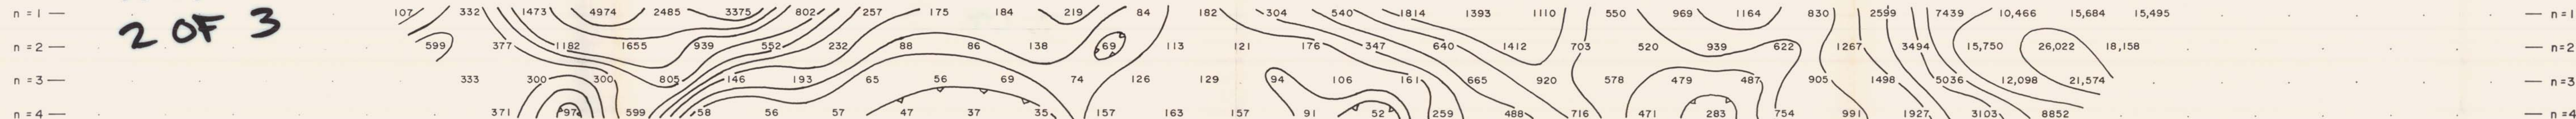 2 OF 3
n = 1 — 107 332 1473 4974 2485 3375 802 257 175 184 219 84 182 304 540 1814 1393 1110 550 969 1164 830 2599 7439 10,466 15,684 15,495 — n = 1
n = 2 — 599 377 1182 1655 939 552 232 88 86 138 69 113 121 176 347 640 1412 703 520 939 622 1267 3494 15,750 26,022 18,158 — n = 2
n = 3 — 333 300 300 805 146 193 65 56 69 74 126 129 94 106 161 665 920 578 479 487 905 1498 5036 12,098 21,574 — n = 3
n = 4 — 371 97 599 58 56 57 47 37 35 157 163 157 91 52 259 488 716 471 283 754 991 1927 3103 8852 — n = 4